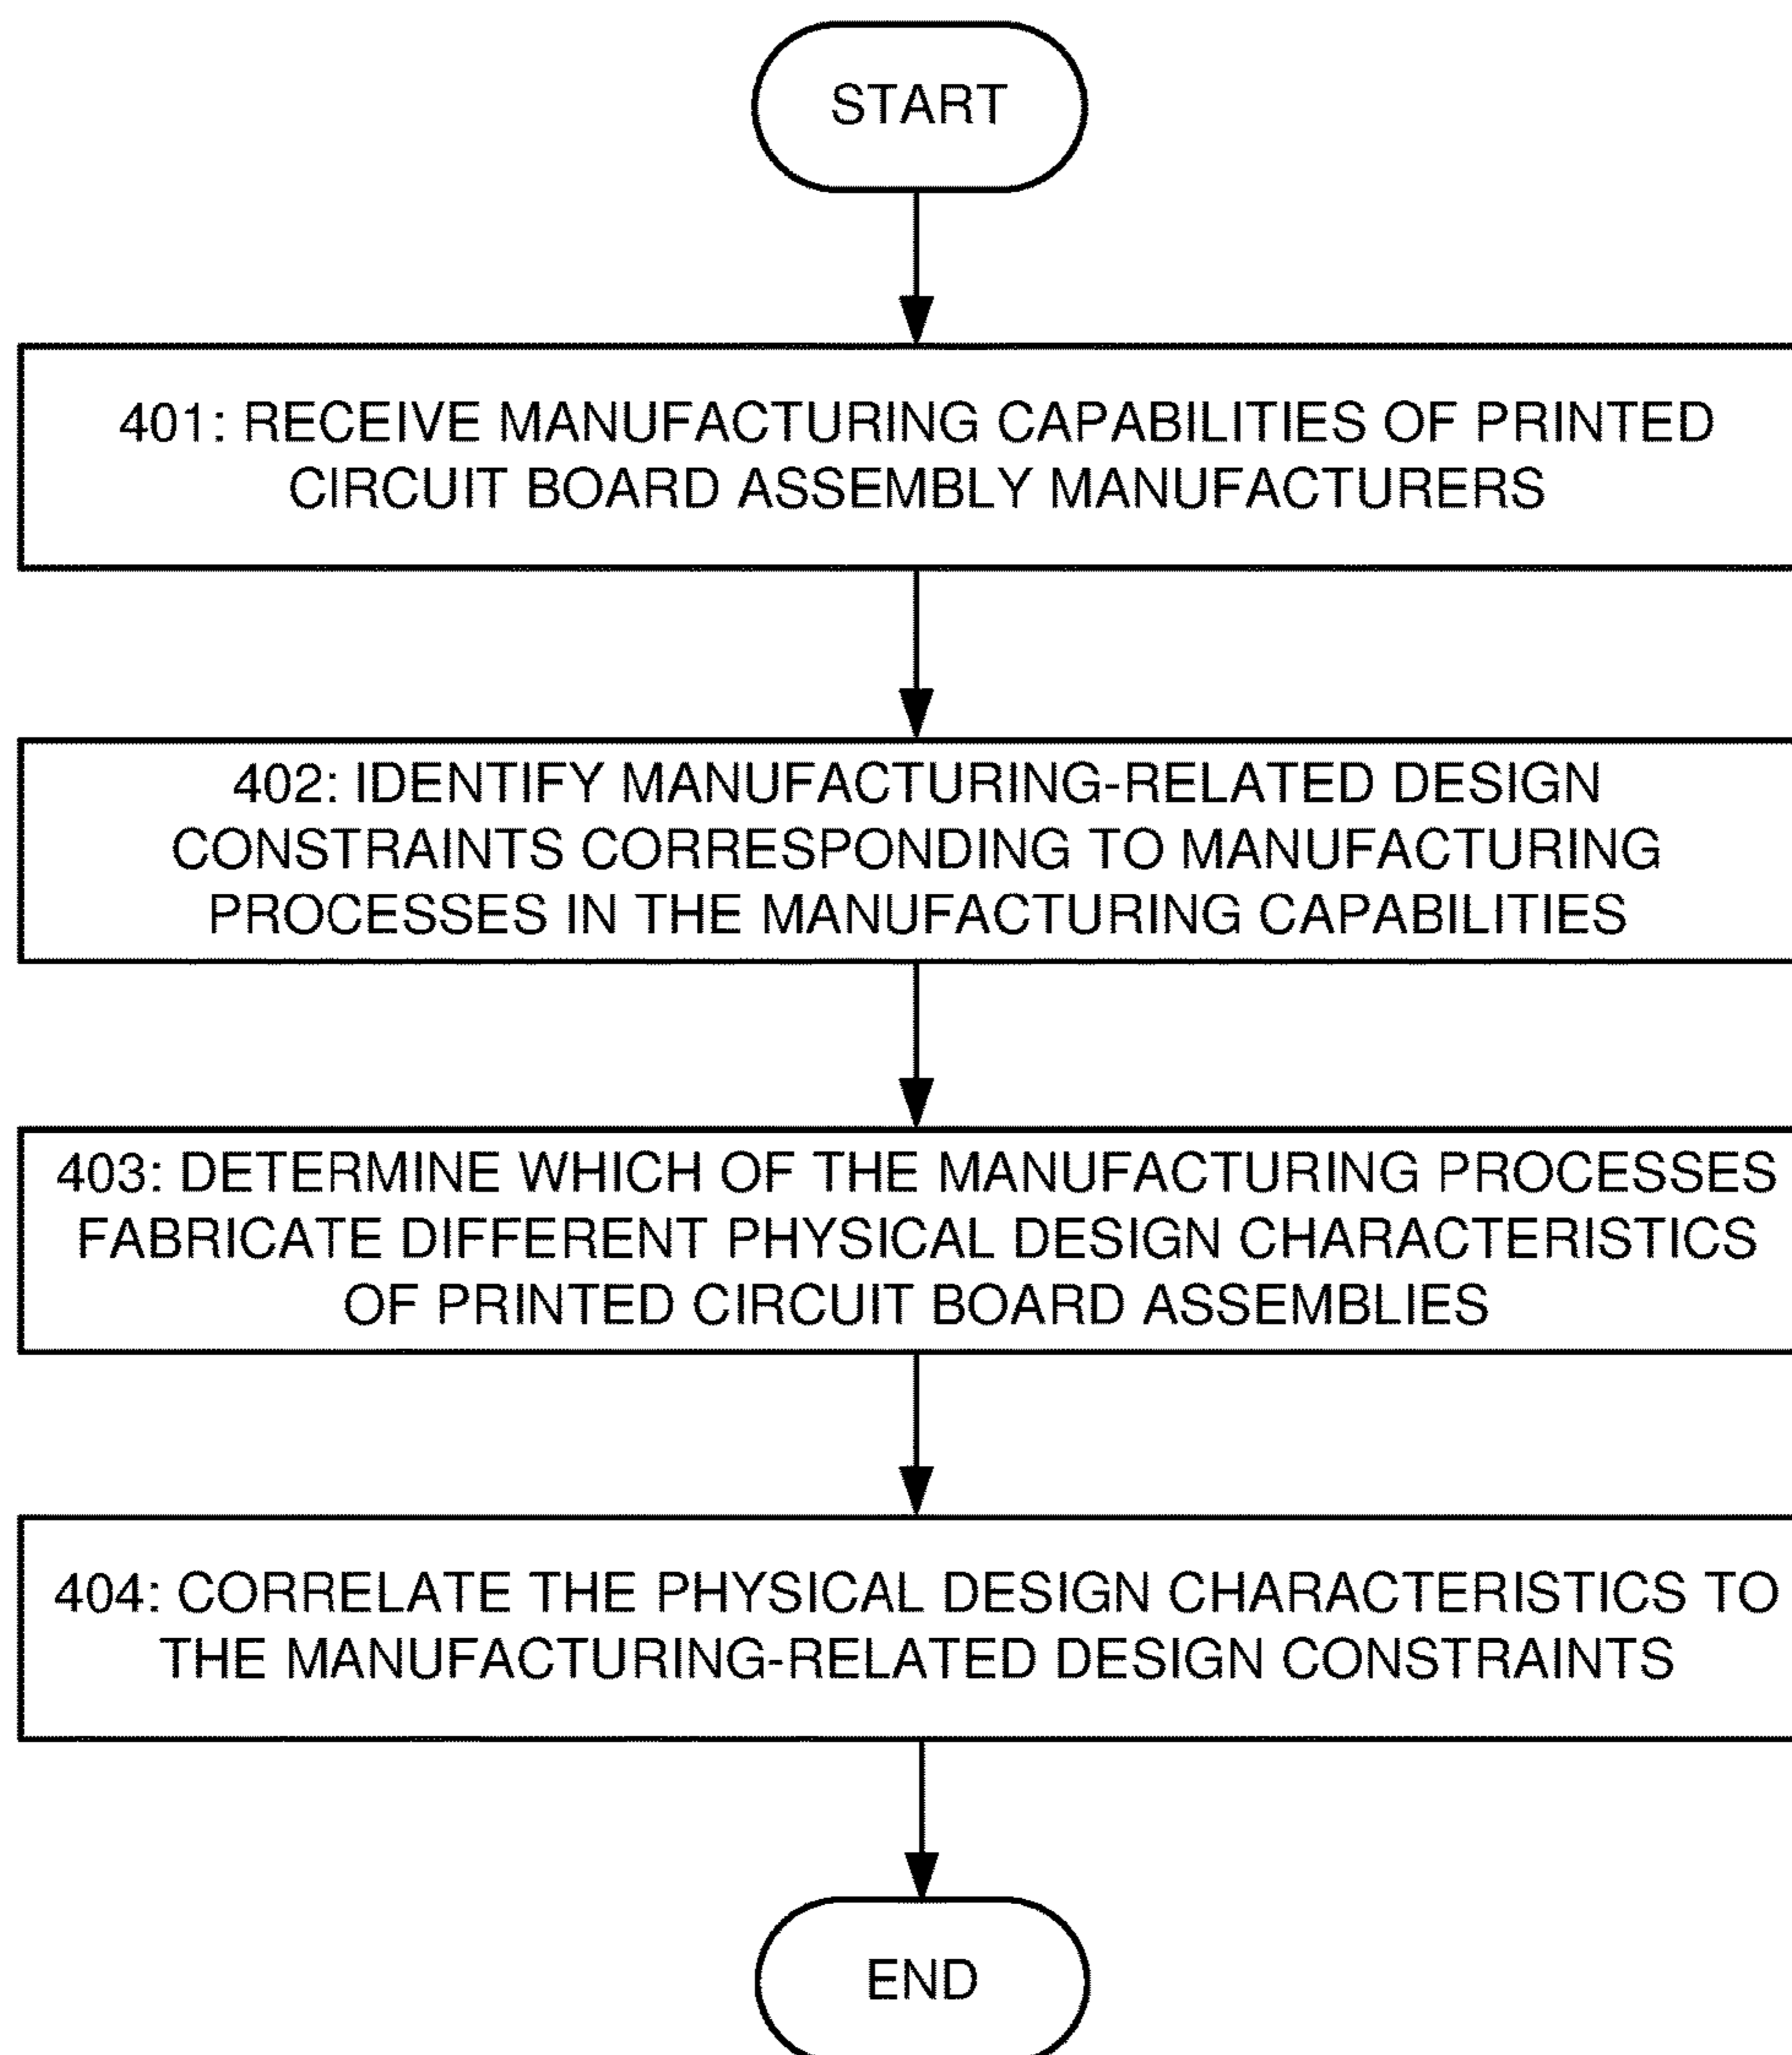 START
401: RECEIVE MANUFACTURING CAPABILITIES OF PRINTED
CIRCUIT BOARD ASSEMBLY MANUFACTURERS
402: IDENTIFY MANUFACTURING-RELATED DESIGN
CONSTRAINTS CORRESPONDING TO MANUFACTURING
PROCESSES IN THE MANUFACTURING CAPABILITIES
403: DETERMINE WHICH OF THE MANUFACTURING PROCESSES
FABRICATE DIFFERENT PHYSICAL DESIGN CHARACTERISTICS
OF PRINTED CIRCUIT BOARD ASSEMBLIES
404: CORRELATE THE PHYSICAL DESIGN CHARACTERISTICS TO
THE MANUFACTURING-RELATED DESIGN CONSTRAINTS
END